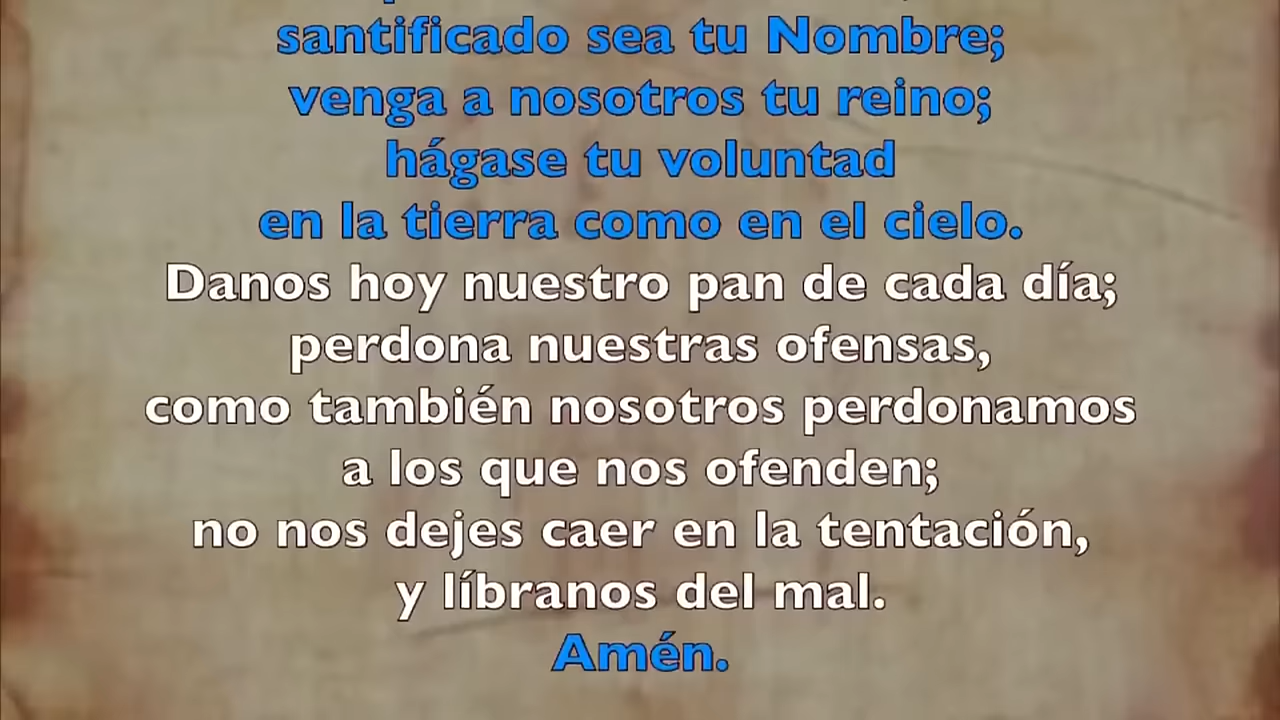 santificado sea tu Nombre;
venga a nosotros tu reino;
hágase tu voluntad
en la tierra como en el cielo.
Danos hoy nuestro pan de cada día;
perdona nuestras ofensas,
como también nosotros perdonamos
a los que nos ofenden;
no nos dejes caer en la tentación,
y líbranos del mal.
Amén.